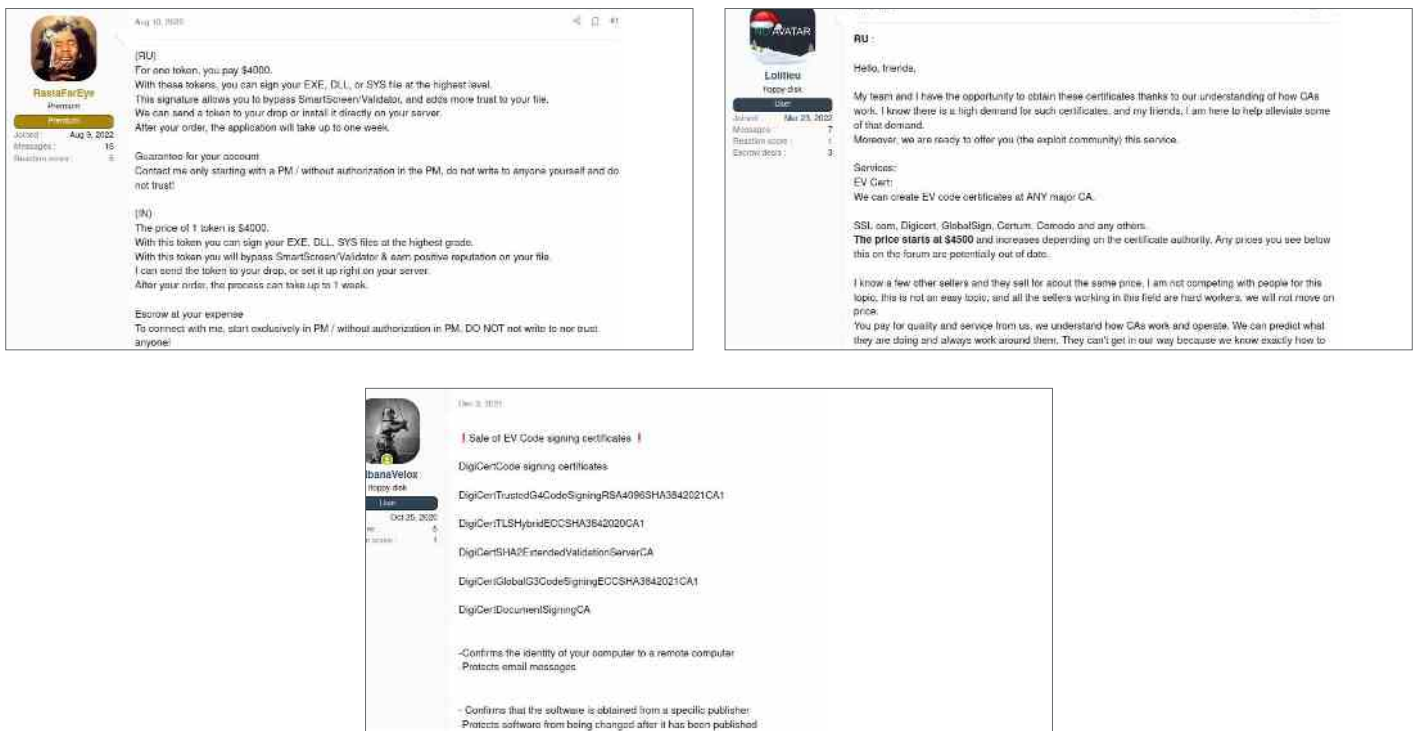 Aug 10, 2022
#1
RastaFarEye
Premium
Premium
Joined : Aug 9, 2022
Messages : 15
Reaction score : 5
(RU)
For one token, you pay $4000.
With these tokens, you can sign your EXE, DLL, or SYS file at the highest level.
This signature allows you to bypass SmartScreen/Validator, and adds more trust to your file.
We can send a token to your drop or install it directly on your server.
After your order, the application will take up to one week.
Guarantee for your account
Contact me only starting with a PM / without authorization in the PM, do not write to anyone yourself and do
not trust!
(IN)
The price of 1 token is $4000.
With this token you can sign your EXE, DLL, SYS files at the highest grade.
With this token you will bypass SmartScreen/Validator & earn positive reputation on your file.
I can send the token to your drop, or set it up right on your server.
After your order, the process can take up to 1 week.
Escrow at your expense
To connect with me, start exclusively in PM / without authorization in PM, DO NOT not write to nor trust
anyone!
NO AVATAR
Lolitieu
floppy disk
User
Joined : Mar 23, 2022
Messages : 7
Reaction score : 1
Escrow deals : 3
RU :
Hello, friends,
My team and I have the opportunity to obtain these certificates thanks to our understanding of how CAs
work. I know there is a high demand for such certificates, and my friends, I am here to help alleviate some
of that demand.
Moreover, we are ready to offer you (the exploit community) this service.
Services:
EV Cert:
We can create EV code certificates at ANY major CA.
SSL com, Digicert, GlobalSign, Certum, Comodo and any others.
The price starts at $4500 and increases depending on the certificate authority. Any prices you see below
this on the forum are potentially out of date.
I know a few other sellers and they sell for about the same price, I am not competing with people for this
topic, this is not an easy topic, and all the sellers working in this field are hard workers, we will not move on
price.
You pay for quality and service from us, we understand how CAs work and operate. We can predict what
they are doing and always work around them. They can't get in our way because we know exactly how to
Dec 3, 2021
IbanaVelox
floppy disk
User
Oct 25, 2020
6
1
❗ Sale of EV Code signing certificates ❗
DigiCertCode signing certificates
DigiCertTrustedG4CodeSigningRSA4096SHA3842021CA1
DigiCertTLSHybridECCSHA3842020CA1
DigiCertSHA2ExtendedValidationServerCA
DigiCertGlobalG3CodeSigningECCSHA3842021CA1
DigiCertDocumentSigningCA
-Confirms the identity of your computer to a remote computer
-Protects email messages
- Confirms that the software is obtained from a specific publisher
-Protects software from being changed after it has been published